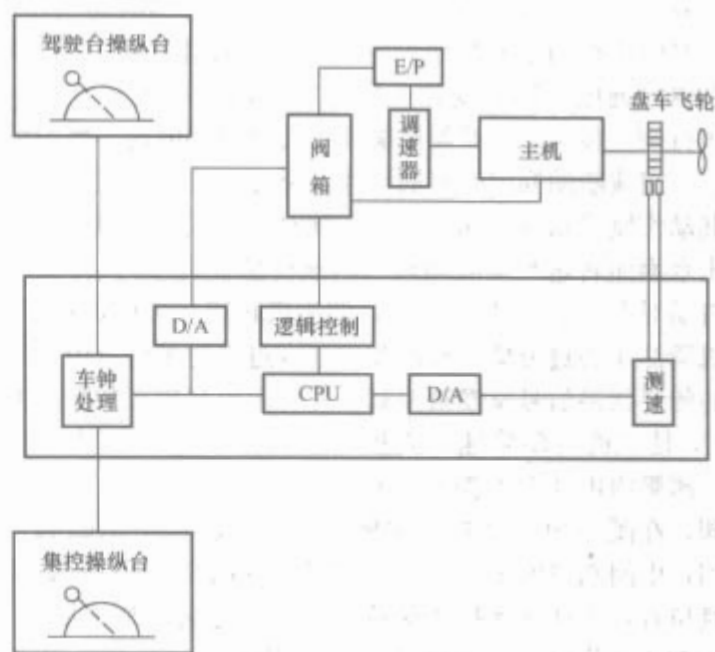 驾驶台操纵台
E/P
盘车飞轮
调速器
阀箱
主机
D/A
逻辑控制
车钟
处理
CPU
D/A
测速
集控操纵台